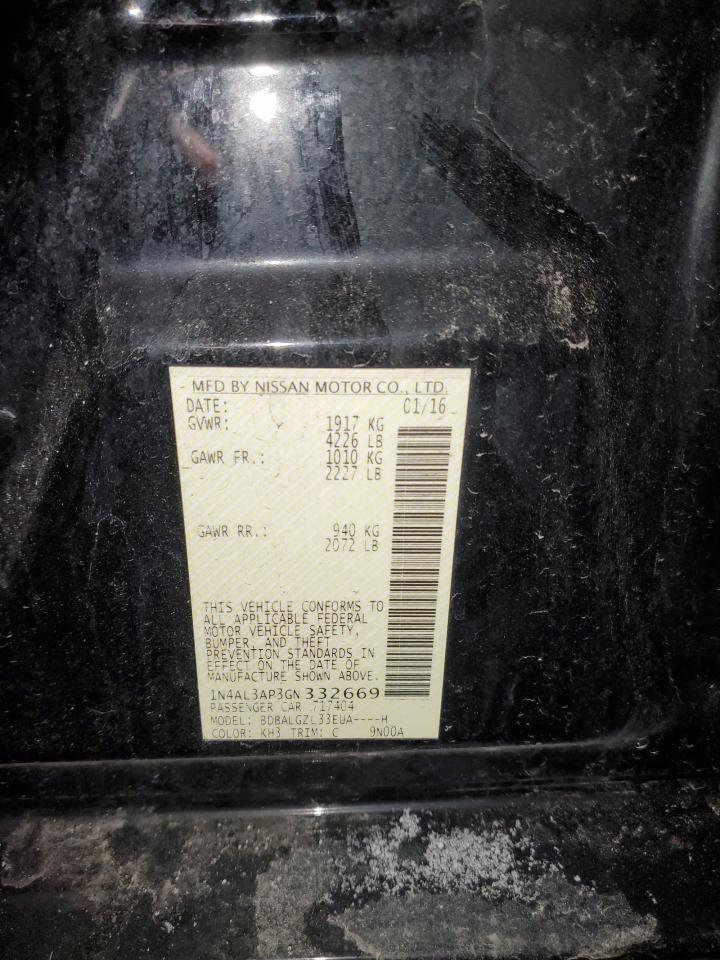 MFD BY NISSAN MOTOR CO., LTD.
DATE: 01/16
GVWR: 1917 KG
4226 LB
GAWR FR.: 1010 KG
2227 LB
GAWR RR.: 940 KG
2072 LB
THIS VEHICLE CONFORMS TO
ALL APPLICABLE FEDERAL
MOTOR VEHICLE SAFETY,
BUMPER, AND THEFT
PREVENTION STANDARDS IN
EFFECT ON THE DATE OF
MANUFACTURE SHOWN ABOVE.
1N4AL3AP3GN332669
PASSENGER CAR 717404
MODEL: BDBALGZL33EUA----H
COLOR: KH3 TRIM: C 9N00A